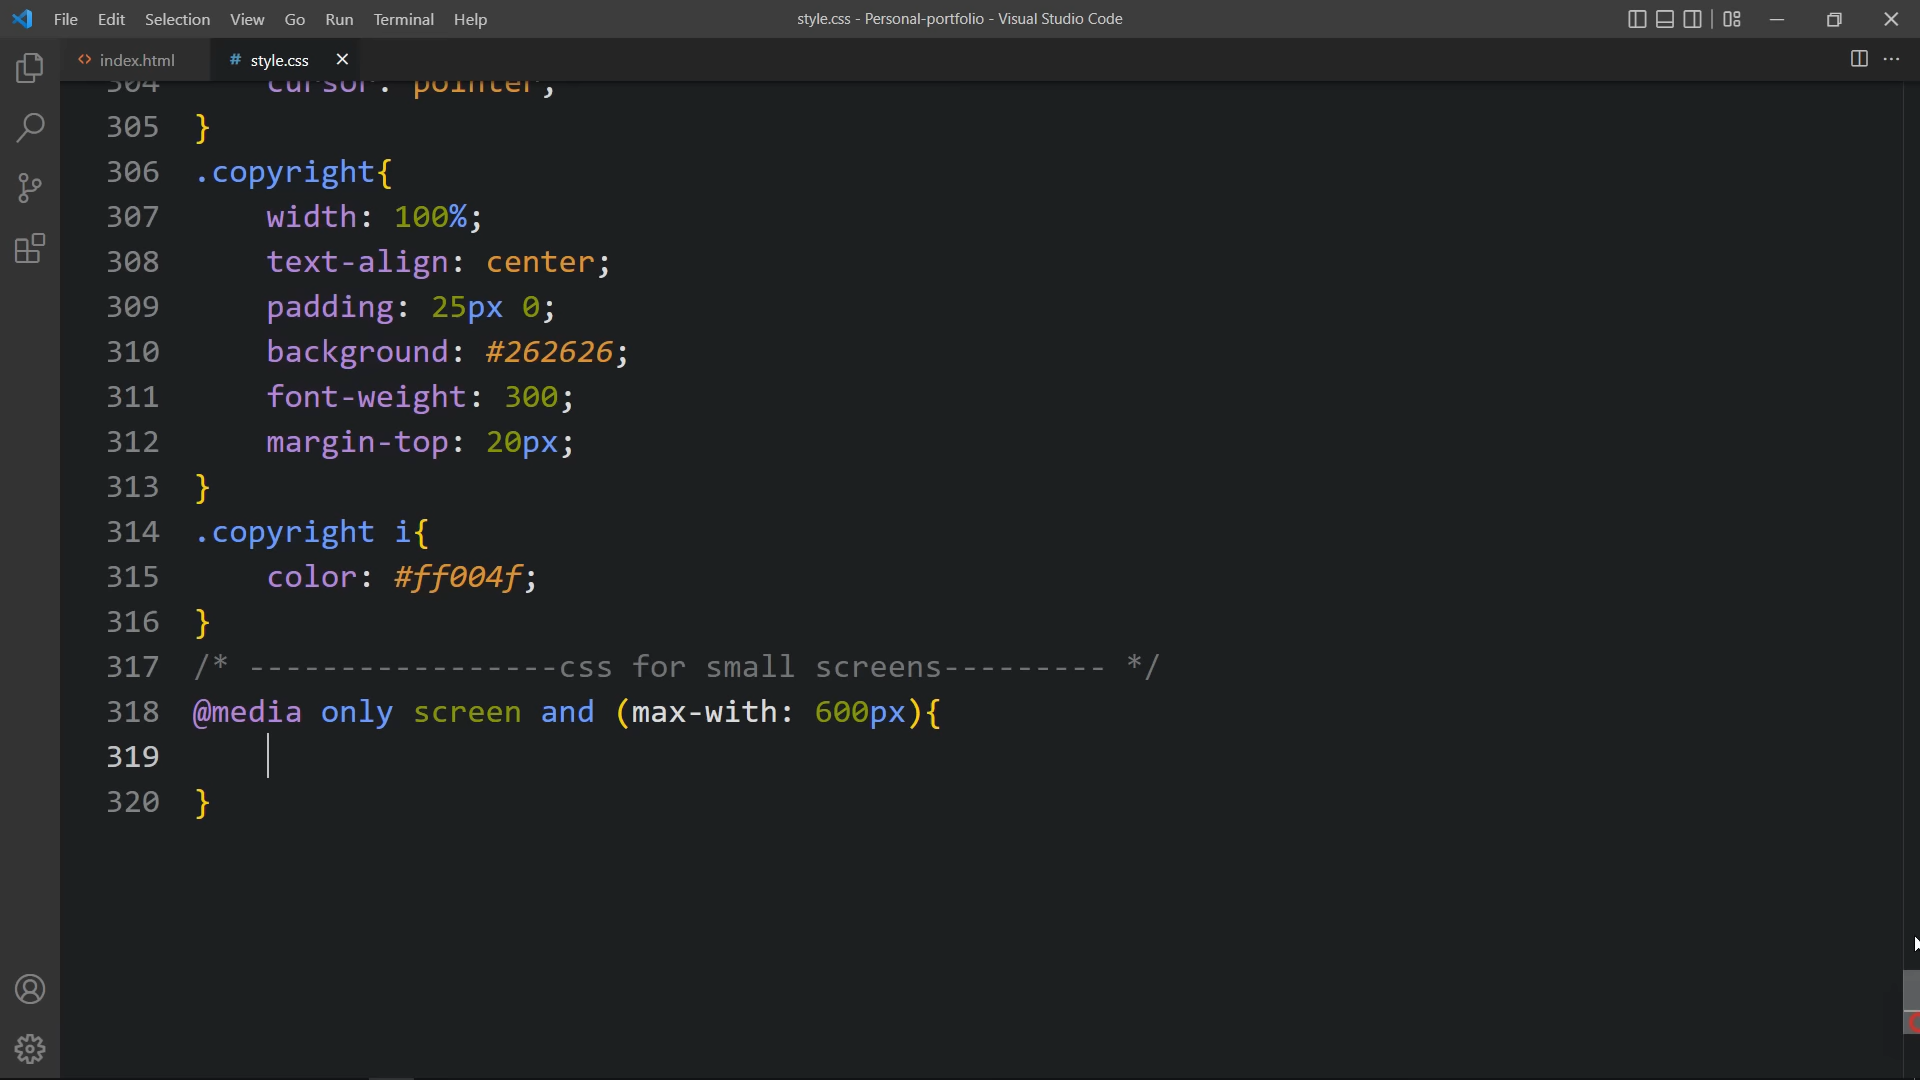 File Edit Selection View Go Run Terminal Help
style.css - Personal-portfolio - Visual Studio Code
<> index.html
# style.css
304 cursor: pointer;
305 }
306 .copyright{
307 width: 100%;
308 text-align: center;
309 padding: 25px 0;
310 background: #262626;
311 font-weight: 300;
312 margin-top: 20px;
313 }
314 .copyright i{
315 color: #ff004f;
316 }
317 /* -----------------css for small screens--------- */
318 @media only screen and (max-with: 600px){
319
320 }